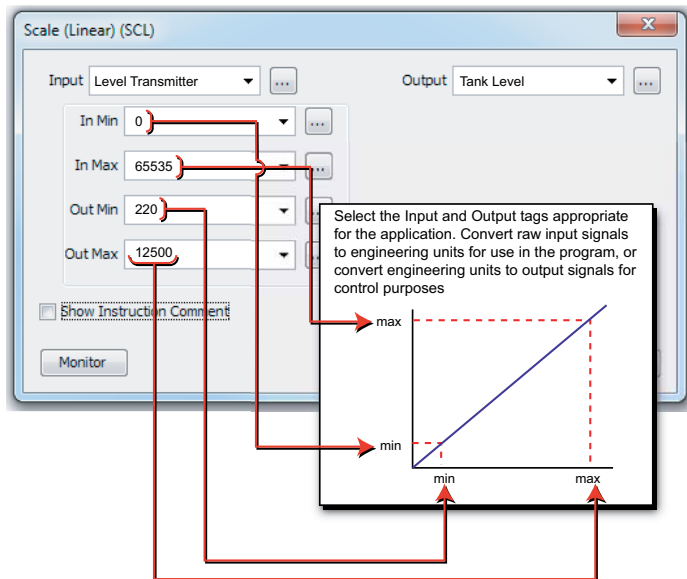 Scale (Linear) (SCL)
Input Level Transmitter ... Output Tank Level ...
In Min 0 ...
In Max 65535 ...
Out Min 220
Out Max 12500
Show Instruction Comment
Monitor
Select the Input and Output tags appropriate
for the application. Convert raw input signals
to engineering units for use in the program, or
convert engineering units to output signals for
control purposes
max
min
min max